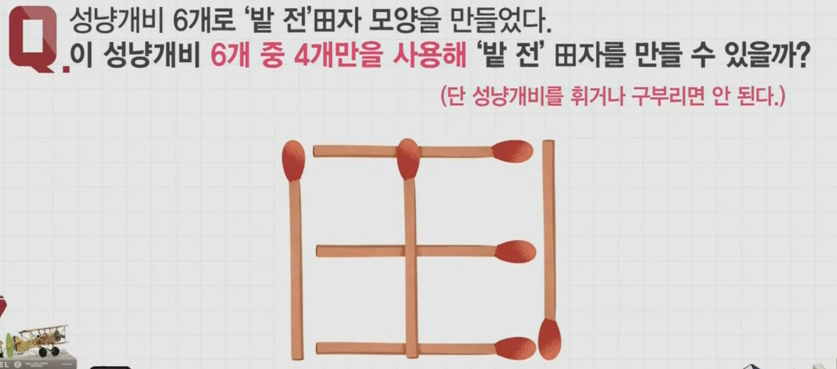 Q.
성냥개비 6개로 '밭 전'田자 모양을 만들었다.
이 성냥개비 6개 중 4개만을 사용해 '밭 전' 田자를 만들 수 있을까?
(단 성냥개비를 휘거나 구부리면 안 된다.)